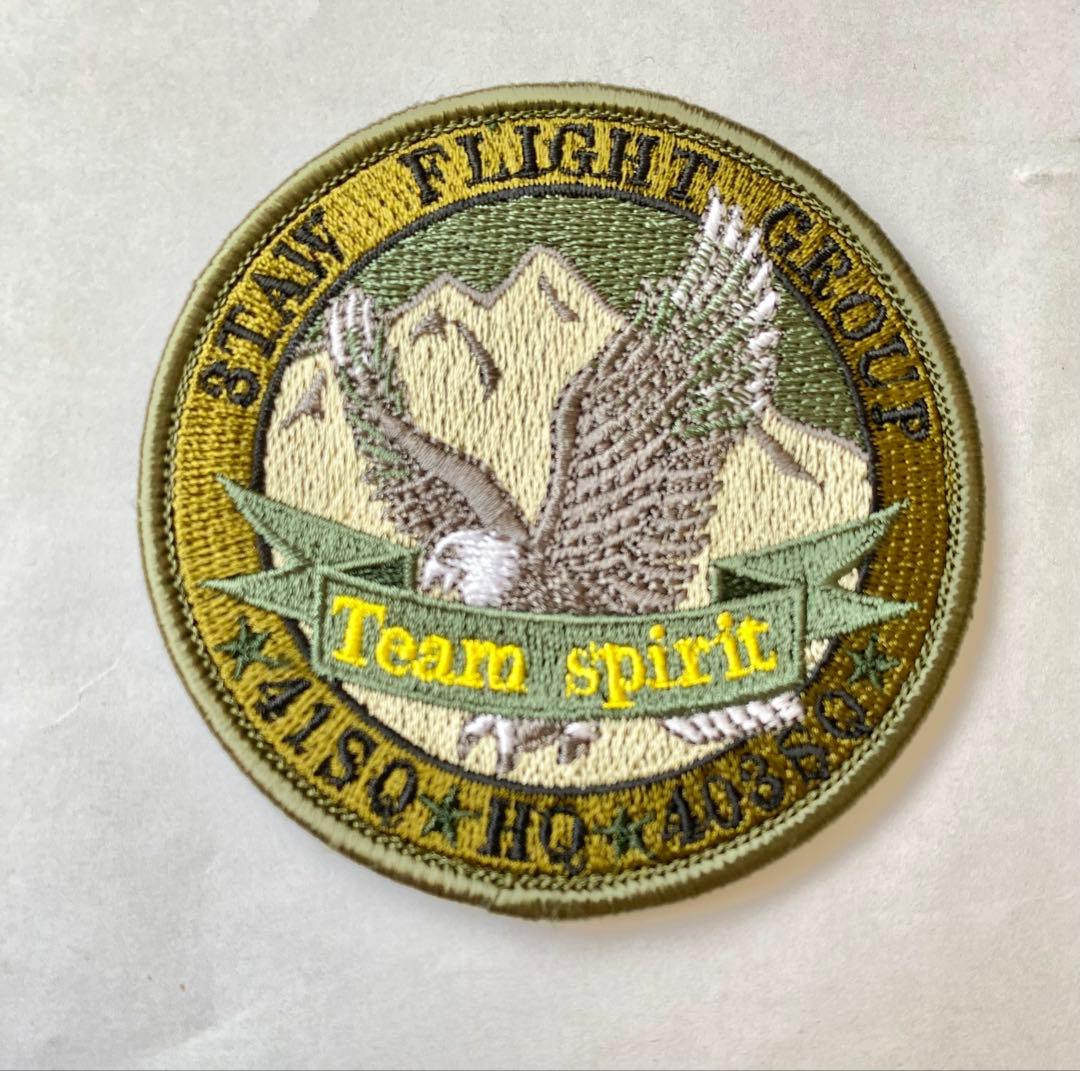 3TAW FLIGHT GROUP
Team spirit
41SQ★HQ★403SQ